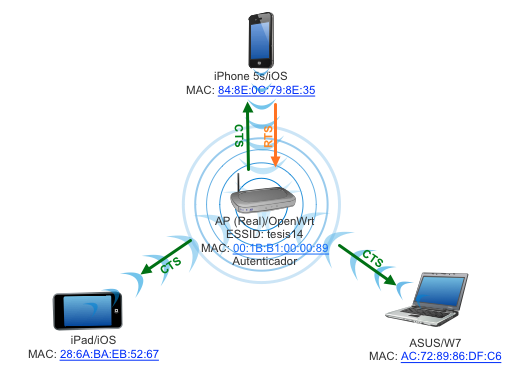 iPhone 5s/iOS
MAC: 84:8E:0C:79:8E:35
CTS
RTS
AP (Real)/OpenWrt
ESSID: tesis14
MAC: 00:1B:B1:00:00:89
Autenticador
CTS
CTS
iPad/iOS
MAC: 28:6A:BA:EB:52:67
ASUS/W7
MAC: AC:72:89:86:DF:C6